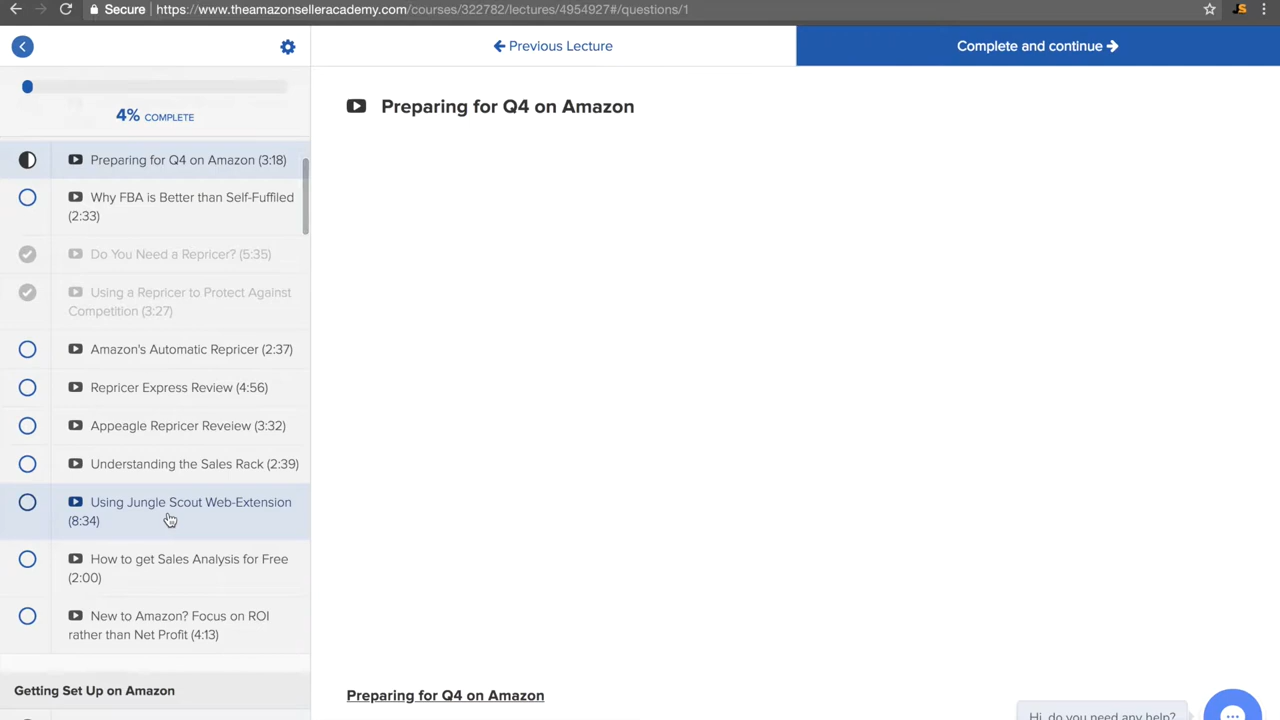 Secure | https://www.theamazonselleracademy.com/courses/322782/lectures/4954927#/questions/1
Previous Lecture
Complete and continue
4% COMPLETE
Preparing for Q4 on Amazon
Preparing for Q4 on Amazon (3:18)
Why FBA is Better than Self-Fuffiled
(2:33)
Do You Need a Repricer? (5:35)
Using a Repricer to Protect Against
Competition (3:27)
Amazon's Automatic Repricer (2:37)
Repricer Express Review (4:56)
Appeagle Repricer Reveiew (3:32)
Understanding the Sales Rack (2:39)
Using Jungle Scout Web-Extension
(8:34)
How to get Sales Analysis for Free
(2:00)
New to Amazon? Focus on ROI
rather than Net Profit (4:13)
Getting Set Up on Amazon
Preparing for Q4 on Amazon
Hi, do you need any help?